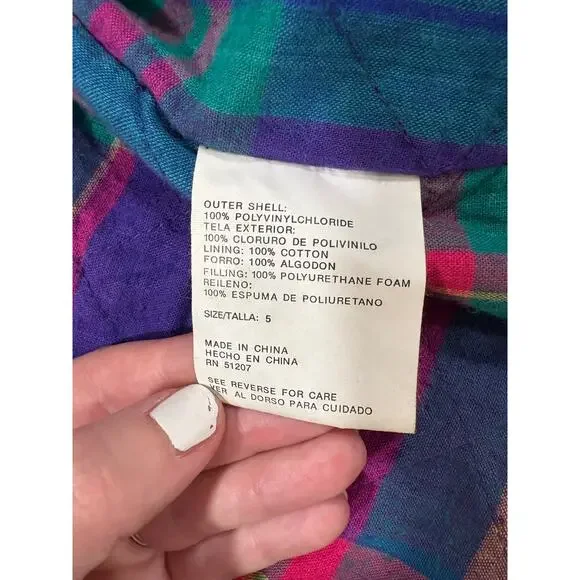 OUTER SHELL:
100% POLYVINYLCHLORIDE
TELA EXTERIOR:
100% CLORURO DE POLIVINILO
LINING: 100% COTTON
FORRO: 100% ALGODON
FILLING: 100% POLYURETHANE FOAM
REILENO:
100% ESPUMA DE POLIURETANO
SIZE/TALLA: 5
MADE IN CHINA
HECHO EN CHINA
RN 51207
SEE REVERSE FOR CARE
VER AL DORSO PARA CUIDADO